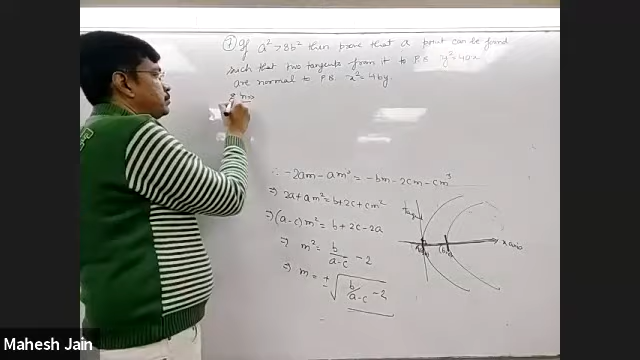 ⑦ If a² > 8b² then prove that a point can be found
such that two tangents from it to P.B. y² = 4ax
are normal to P.B. x² = 4by.
∴ -2am - am³ = -bm - 2cm - cm³
⇒ 2a + am² = b + 2c + cm²
⇒ (a-c)m² = b + 2c - 2a
⇒ m² = b/(a-c) - 2
⇒ m = ± √(b/(a-c) - 2)
x axis
Mahesh Jain